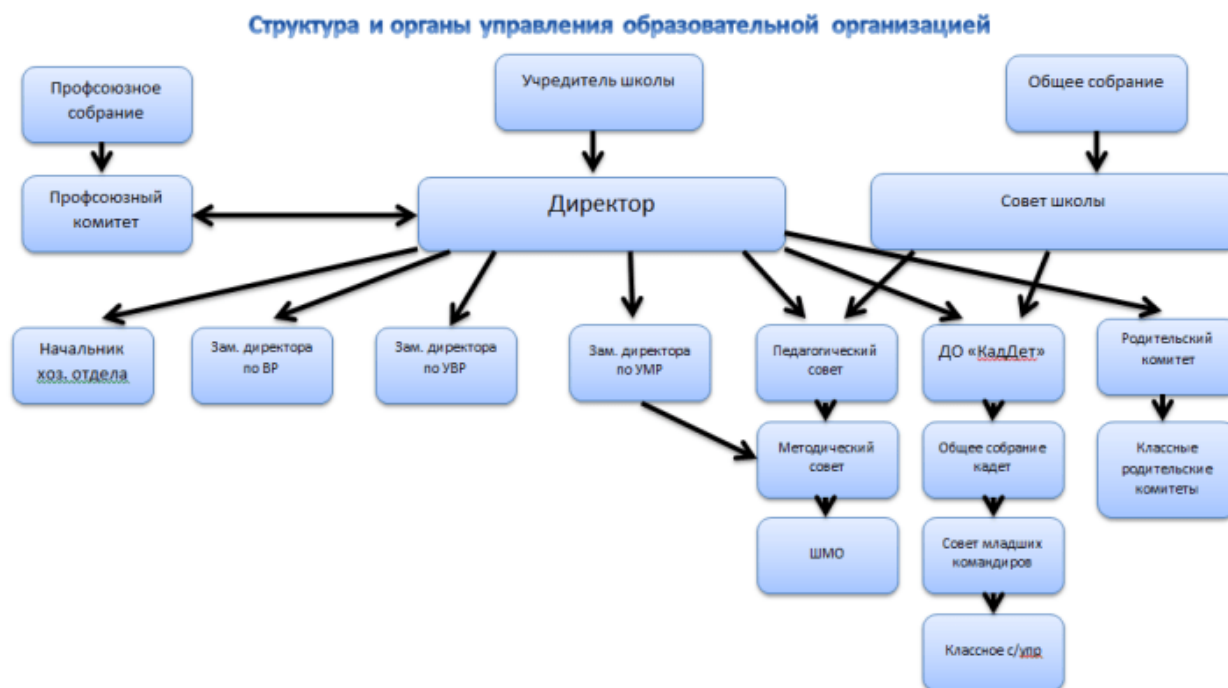 Структура и органы управления образовательной организацией
Профсоюзное
собрание
Учредитель школы
Общее собрание
Профсоюзный
комитет
Директор
Совет школы
Начальник
хоз. отдела
Зам. директора
по ВР
Зам. директора
по УВР
Зам. директора
по УМР
Педагогический
совет
ДО «КадДет»
Родительский
комитет
Методический
совет
Общее собрание
кадет
Классные
родительские
комитеты
ШМО
Совет младших
командиров
Классное с/упр